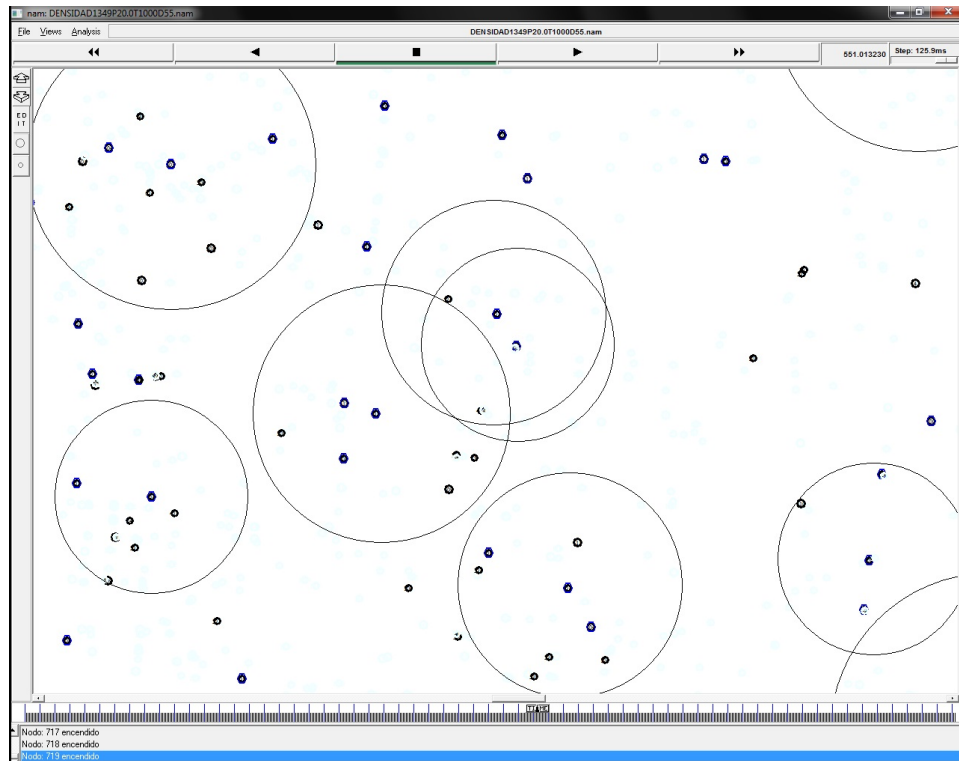 nam: DENSIDAD1349P20.0T1000D55.nam
File Views Analysis DENSIDAD1349P20.0T1000D55.nam
551.013230 Step: 125.9ms
ED
IT
TIME
Nodo: 717 encendido
Nodo: 718 encendido
Nodo: 719 encendido